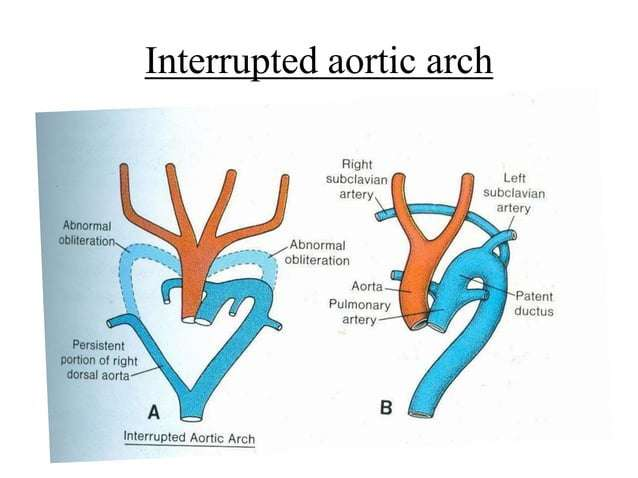 Interrupted aortic arch
Abnormal
obliteration
Abnormal
obliteration
Persistent
portion of right
dorsal aorta
A
Interrupted Aortic Arch
Right
subclavian
artery
Left
subclavian
artery
Aorta
Pulmonary
artery
Patent
ductus
B